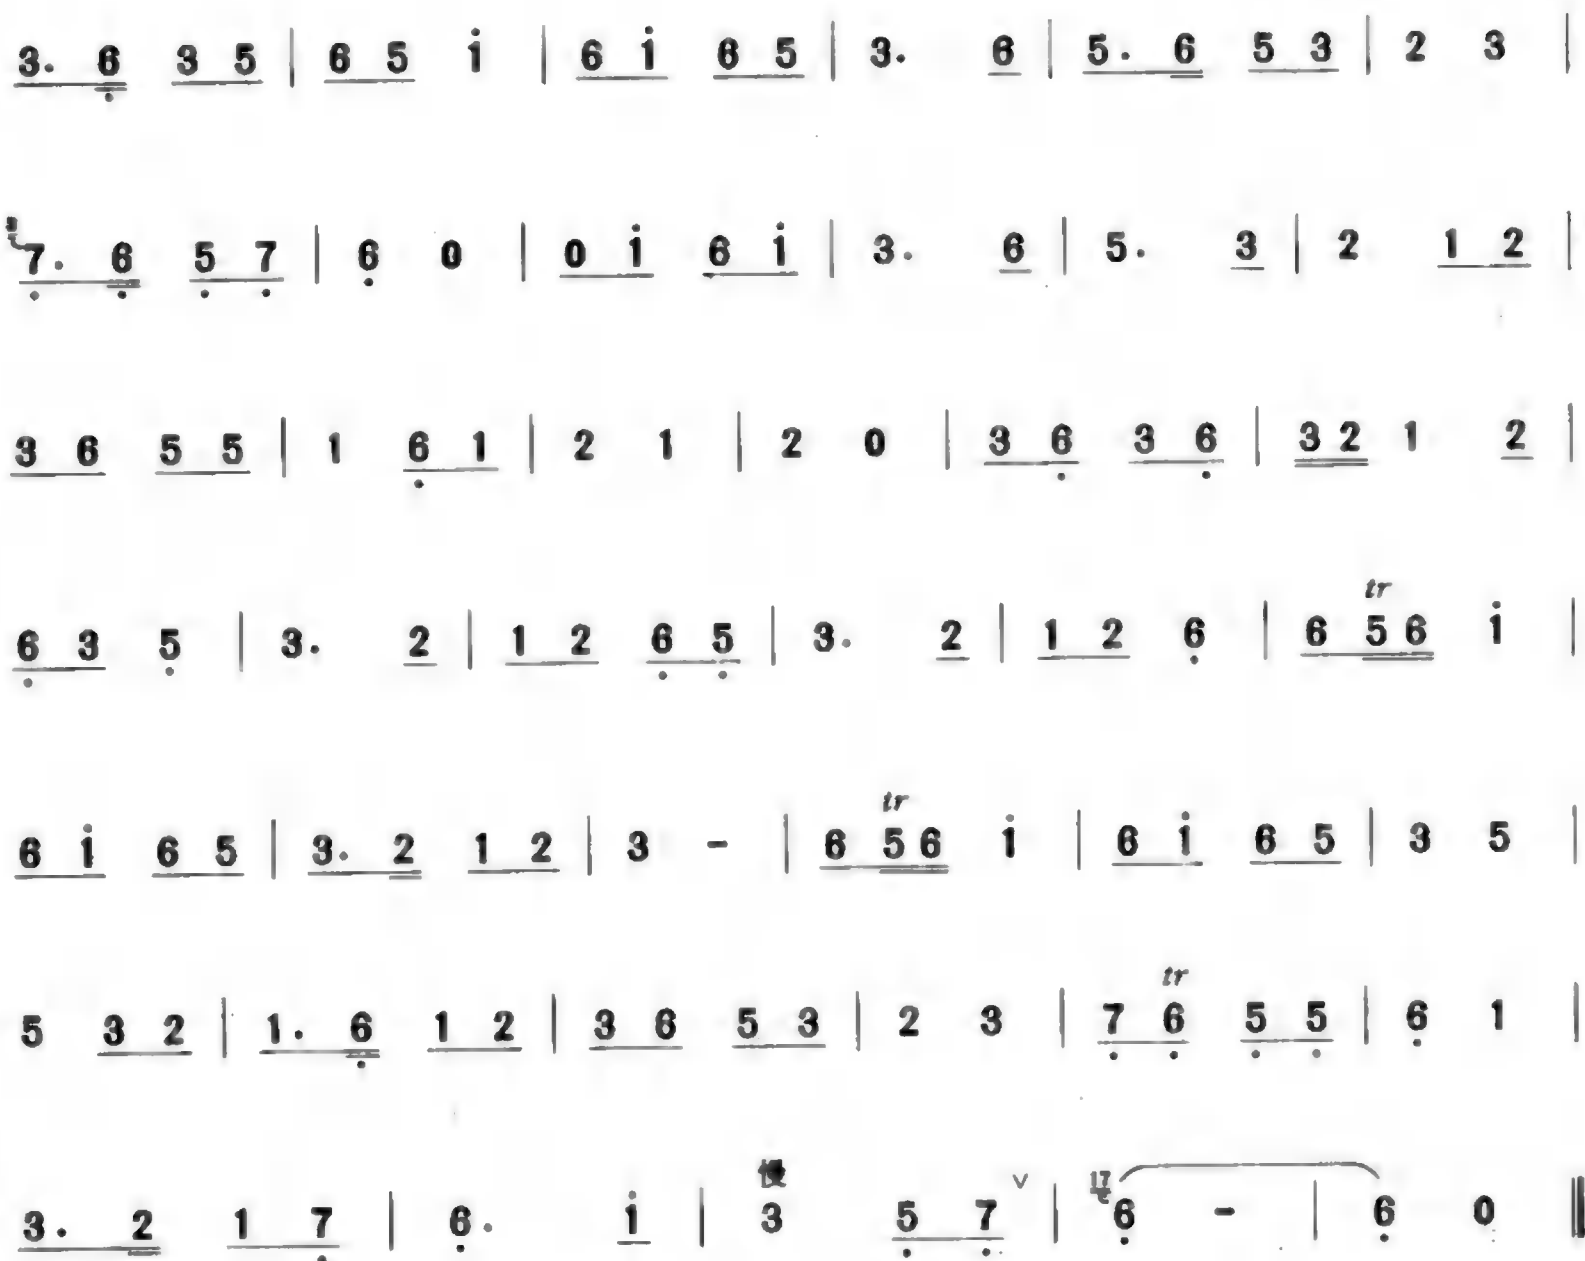 3. 6̣ 3 5 | 6 5 i̇ | 6 i̇ 6 5 | 3. 6 | 5. 6 5 3 | 2 3 |
7̣. 6̣ 5̣ 7̣ | 6̣ 0 | 0 i̇ 6 i̇ | 3. 6 | 5. 3 | 2 1 2 |
3 6 5 5 | 1 6̣ 1 | 2 1 | 2 0 | 3 6̣ 3 6̣ | 3 2 1 2 |
6̣ 3 5̣ | 3. 2 | 1 2 6̣ 5̣ | 3. 2 | 1 2 6̣ | tr 6 5 6 i̇ |
6 i̇ 6 5 | 3. 2 1 2 | 3 - | tr 6 5 6 i̇ | 6 i̇ 6 5 | 3 5 |
5 3 2 | 1. 6̣ 1 2 | 3 6 5 3 | 2 3 | tr 7̣ 6̣ 5̣ 5̣ | 6̣ 1 |
3. 2 1 7̣ | 6̣. i̇ | 慢 3 5̣ 7̣ ∨ | 17 6̣ - | 6̣ 0 ‖